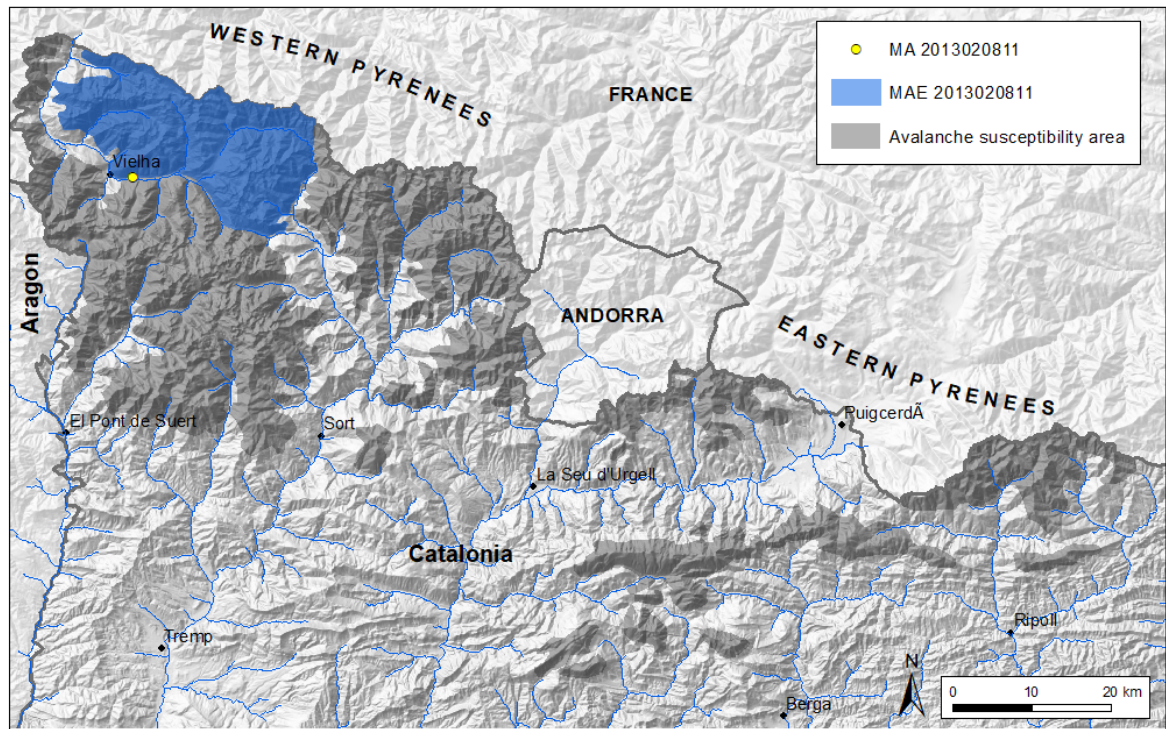 WESTERN PYRENEES
FRANCE
MA 2013020811
MAE 2013020811
Avalanche susceptibility area
Vielha
Aragon
ANDORRA
EASTERN PYRENEES
El Pont de Suert
Sort
PuigcerdÃ
La Seu d'Urgell
Catalonia
Tremp
Ripoll
Berga
N
0 10 20 km